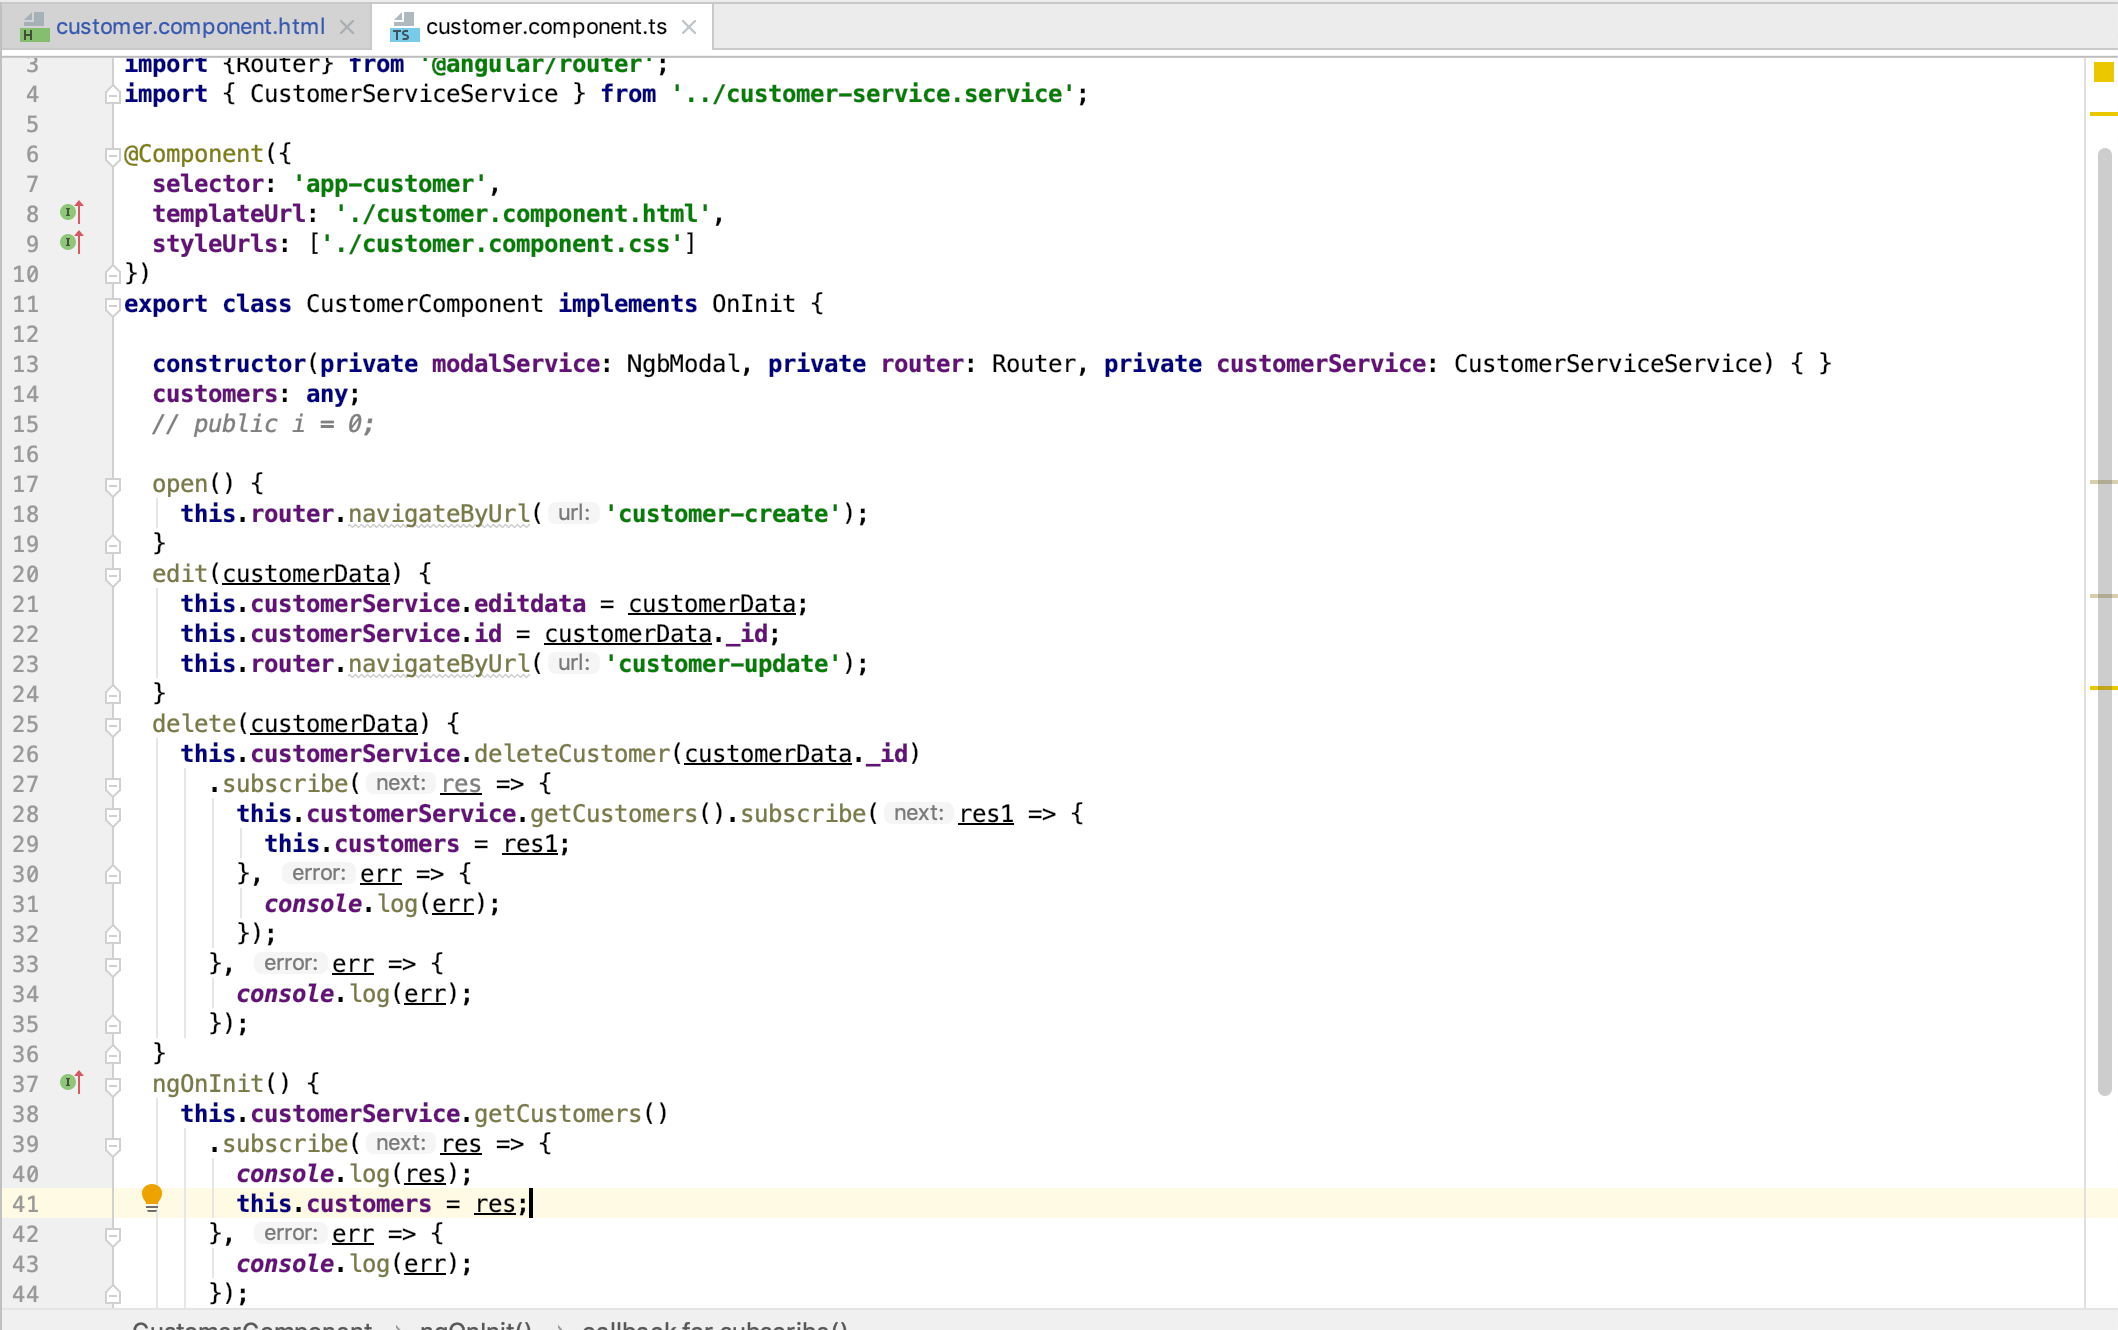 customer.component.html
customer.component.ts
3 import {Router} from '@angular/router';
4 import { CustomerServiceService } from '../customer-service.service';
5
6 @Component({
7 selector: 'app-customer',
8 templateUrl: './customer.component.html',
9 styleUrls: ['./customer.component.css']
10 })
11 export class CustomerComponent implements OnInit {
12
13 constructor(private modalService: NgbModal, private router: Router, private customerService: CustomerServiceService) { }
14 customers: any;
15 // public i = 0;
16
17 open() {
18 this.router.navigateByUrl( url: 'customer-create');
19 }
20 edit(customerData) {
21 this.customerService.editdata = customerData;
22 this.customerService.id = customerData._id;
23 this.router.navigateByUrl( url: 'customer-update');
24 }
25 delete(customerData) {
26 this.customerService.deleteCustomer(customerData._id)
27 .subscribe( next: res => {
28 this.customerService.getCustomers().subscribe( next: res1 => {
29 this.customers = res1;
30 }, error: err => {
31 console.log(err);
32 });
33 }, error: err => {
34 console.log(err);
35 });
36 }
37 ngOnInit() {
38 this.customerService.getCustomers()
39 .subscribe( next: res => {
40 console.log(res);
41 this.customers = res;
42 }, error: err => {
43 console.log(err);
44 });
CustomerComponent › ngOnInit() › callback for subscribe()